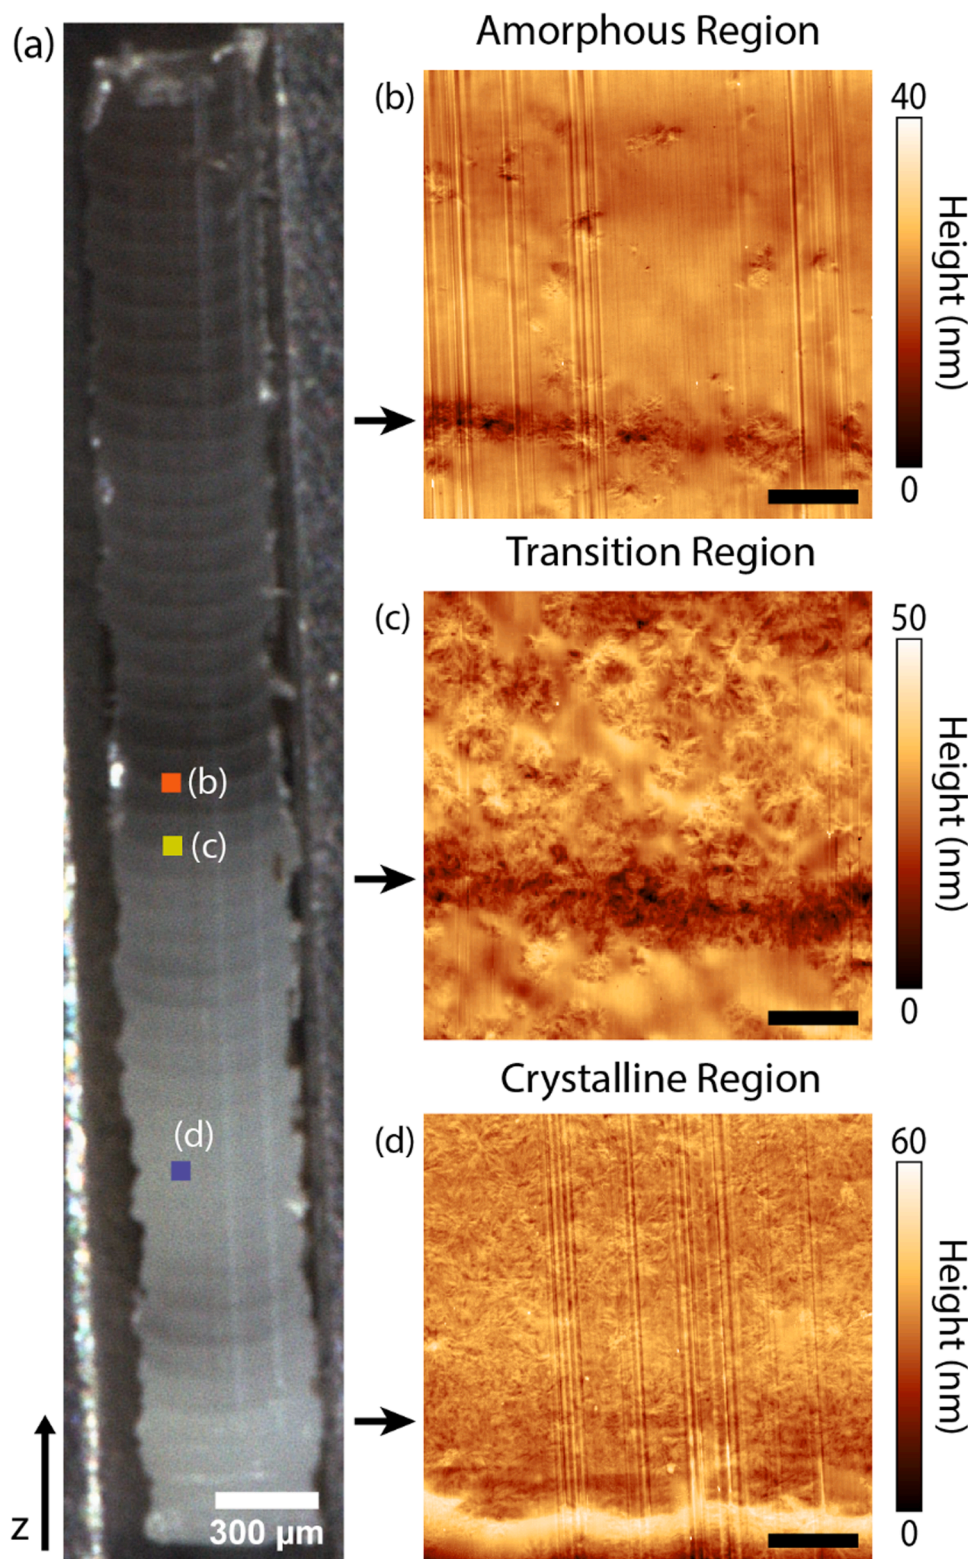 (a)
(b)
(c)
(d)
z
300 µm
Amorphous Region
(b)
40
Height (nm)
0
Transition Region
(c)
50
Height (nm)
0
Crystalline Region
(d)
60
Height (nm)
0